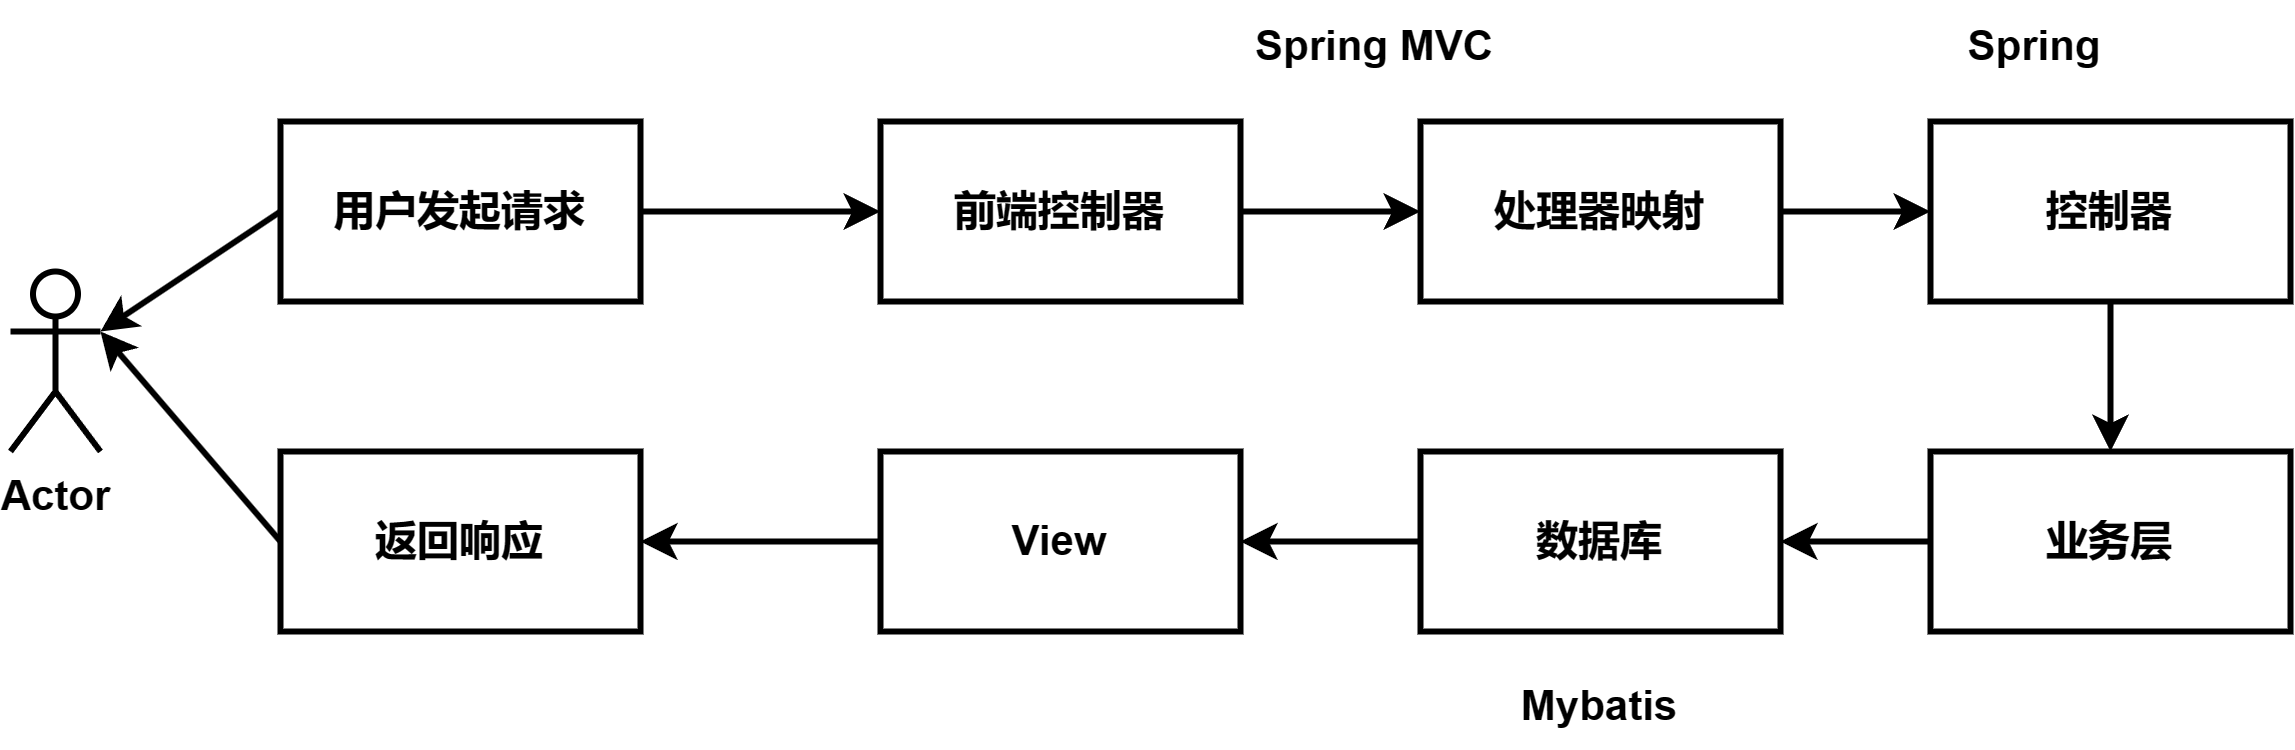 Spring MVC
Spring
用户发起请求
前端控制器
处理器映射
控制器
Actor
返回响应
View
数据库
业务层
Mybatis